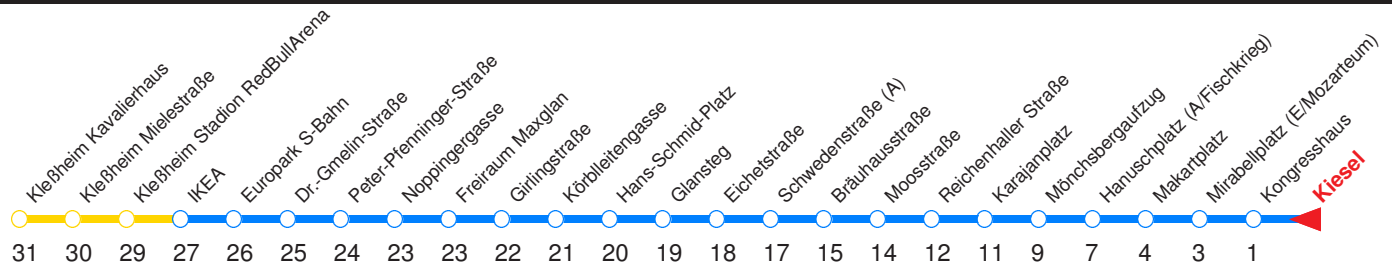 Kleßheim Kavalierhaus
Kleßheim Mielestraße
Kleßheim Stadion RedBullArena
IKEA
Europark S-Bahn
Dr.-Gmelin-Straße
Peter-Pfenninger-Straße
Noppingergasse
Freiraum Maxglan
Girlingstraße
Körblleitengasse
Hans-Schmid-Platz
Glansteg
Eichetstraße
Schwedenstraße (A)
Bräuhausstraße
Moosstraße
Reichenhaller Straße
Karajanplatz
Mönchsbergaufzug
Hanuschplatz (A/Fischkrieg)
Makartplatz
Mirabellplatz (E/Mozarteum)
Kongresshaus
Kiesel
31 30 29 27 26 25 24 23 23 22 21 20 19 18 17 15 14 12 11 9 7 4 3 1